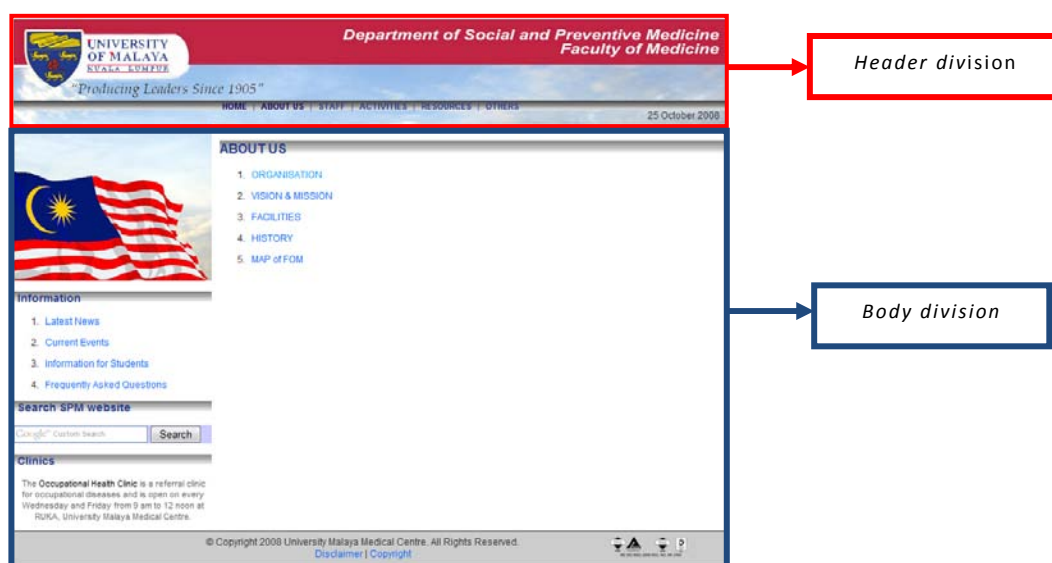 UNIVERSITY
OF MALAYA
KUALA LUMPUR
"Producing Leaders Since 1905"
Department of Social and Preventive Medicine
Faculty of Medicine
HOME | ABOUT US | STAFF | ACTIVITIES | RESOURCES | OTHERS
25 October 2008
Header division
ABOUT US
1. ORGANISATION
2. VISION & MISSION
3. FACILITIES
4. HISTORY
5. MAP of FOM
Body division
Information
1. Latest News
2. Current Events
3. Information for Students
4. Frequently Asked Questions
Search SPM website
Google™ Custom Search Search
Clinics
The Occupational Health Clinic is a referral clinic
for occupational diseases and is open on every
Wednesday and Friday from 9 am to 12 noon at
RUKA, University Malaya Medical Centre.
© Copyright 2008 University Malaya Medical Centre. All Rights Reserved.
Disclaimer | Copyright